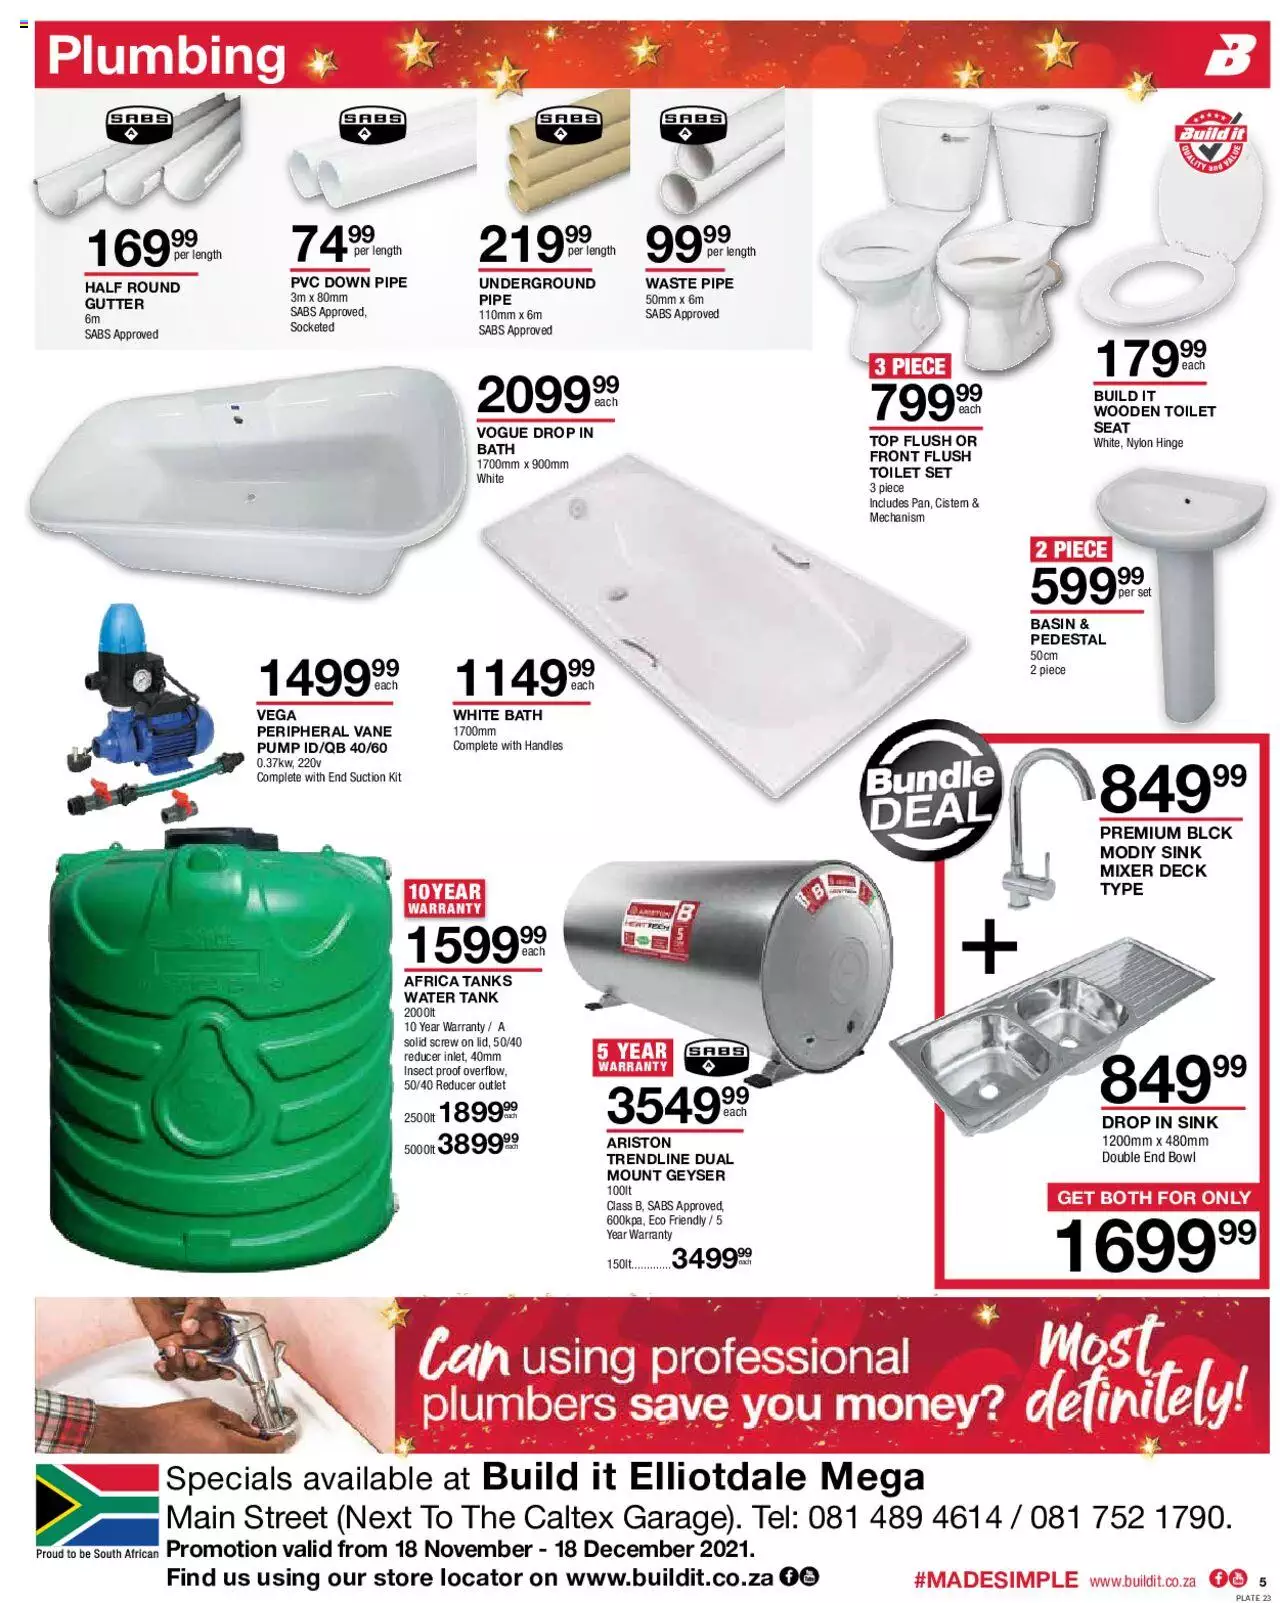 Plumbing
B
SABS
SABS
SABS
SABS
Build it
QUALITY and VALUE
169 99 per length
HALF ROUND
GUTTER
6m
SABS Approved
74 99 per length
PVC DOWN PIPE
3m x 80mm
SABS Approved,
Socketed
219 99 per length
UNDERGROUND
PIPE
110mm x 6m
SABS Approved
99 99 per length
WASTE PIPE
50mm x 6m
SABS Approved
3 PIECE
799 99 each
TOP FLUSH OR
FRONT FLUSH
TOILET SET
3 piece
Includes Pan, Cistern &
Mechanism
179 99 each
BUILD IT
WOODEN TOILET
SEAT
White, Nylon Hinge
2099 99 each
VOGUE DROP IN
BATH
1700mm x 900mm
White
2 PIECE
599 99 per set
BASIN &
PEDESTAL
50cm
2 piece
1499 99 each
VEGA
PERIPHERAL VANE
PUMP ID/QB 40/60
0.37kw, 220v
Complete with End Suction Kit
1149 99 each
WHITE BATH
1700mm
Complete with Handles
Bundle
DEAL
849 99
PREMIUM BLCK
MODIY SINK
MIXER DECK
TYPE
+
849 99
DROP IN SINK
1200mm x 480mm
Double End Bowl
GET BOTH FOR ONLY
1699 99
10 YEAR
WARRANTY
1599 99 each
AFRICA TANKS
WATER TANK
2000lt
10 Year Warranty / A
solid screw on lid, 50/40
reducer inlet, 40mm
Insect proof overflow,
50/40 Reducer outlet
2500lt 1899 99 each
5000lt 3899 99 each
ARISTON
B
5
5 YEAR
WARRANTY
SABS
3549 99 each
ARISTON
TRENDLINE DUAL
MOUNT GEYSER
100lt
Class B, SABS Approved,
600kpa, Eco Friendly / 5
Year Warranty
150lt............. 3499 99 each
Can using professional
plumbers save you money?
Most
definitely!
Proud to be South African
Specials available at Build it Elliotdale Mega
Main Street (Next To The Caltex Garage). Tel: 081 489 4614 / 081 752 1790.
Promotion valid from 18 November - 18 December 2021.
Find us using our store locator on www.buildit.co.za
#MADESIMPLE www.buildit.co.za 5
PLATE 23